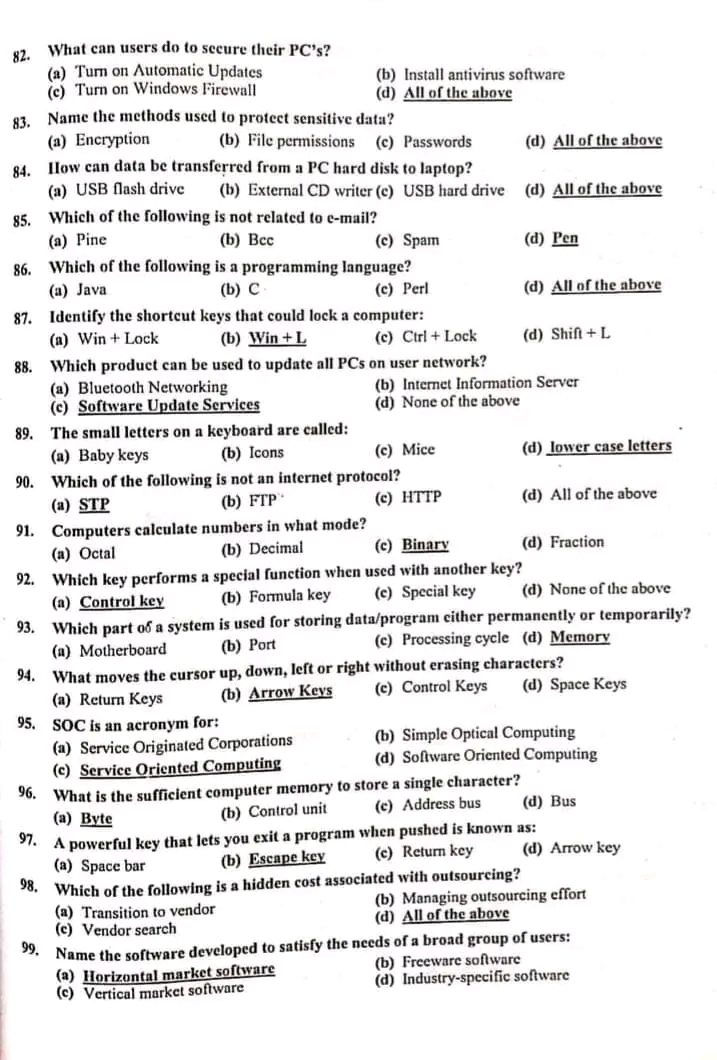 82. What can users do to secure their PC's?
(a) Turn on Automatic Updates (b) Install antivirus software
(c) Turn on Windows Firewall (d) All of the above
83. Name the methods used to protect sensitive data?
(a) Encryption (b) File permissions (c) Passwords (d) All of the above
84. How can data be transferred from a PC hard disk to laptop?
(a) USB flash drive (b) External CD writer (c) USB hard drive (d) All of the above
85. Which of the following is not related to e-mail?
(a) Pine (b) Bcc (c) Spam (d) Pen
86. Which of the following is a programming language?
(a) Java (b) C (c) Perl (d) All of the above
87. Identify the shortcut keys that could lock a computer:
(a) Win + Lock (b) Win + L (c) Ctrl + Lock (d) Shift + L
88. Which product can be used to update all PCs on user network?
(a) Bluetooth Networking (b) Internet Information Server
(c) Software Update Services (d) None of the above
89. The small letters on a keyboard are called:
(a) Baby keys (b) Icons (c) Mice (d) lower case letters
90. Which of the following is not an internet protocol?
(a) STP (b) FTP (c) HTTP (d) All of the above
91. Computers calculate numbers in what mode?
(a) Octal (b) Decimal (c) Binary (d) Fraction
92. Which key performs a special function when used with another key?
(a) Control key (b) Formula key (c) Special key (d) None of the above
93. Which part of a system is used for storing data/program either permanently or temporarily?
(a) Motherboard (b) Port (c) Processing cycle (d) Memory
94. What moves the cursor up, down, left or right without erasing characters?
(a) Return Keys (b) Arrow Keys (c) Control Keys (d) Space Keys
95. SOC is an acronym for:
(a) Service Originated Corporations (b) Simple Optical Computing
(c) Service Oriented Computing (d) Software Oriented Computing
96. What is the sufficient computer memory to store a single character?
(a) Byte (b) Control unit (c) Address bus (d) Bus
97. A powerful key that lets you exit a program when pushed is known as:
(a) Space bar (b) Escape key (c) Return key (d) Arrow key
98. Which of the following is a hidden cost associated with outsourcing?
(a) Transition to vendor (b) Managing outsourcing effort
(c) Vendor search (d) All of the above
99. Name the software developed to satisfy the needs of a broad group of users:
(a) Horizontal market software (b) Freeware software
(c) Vertical market software (d) Industry-specific software